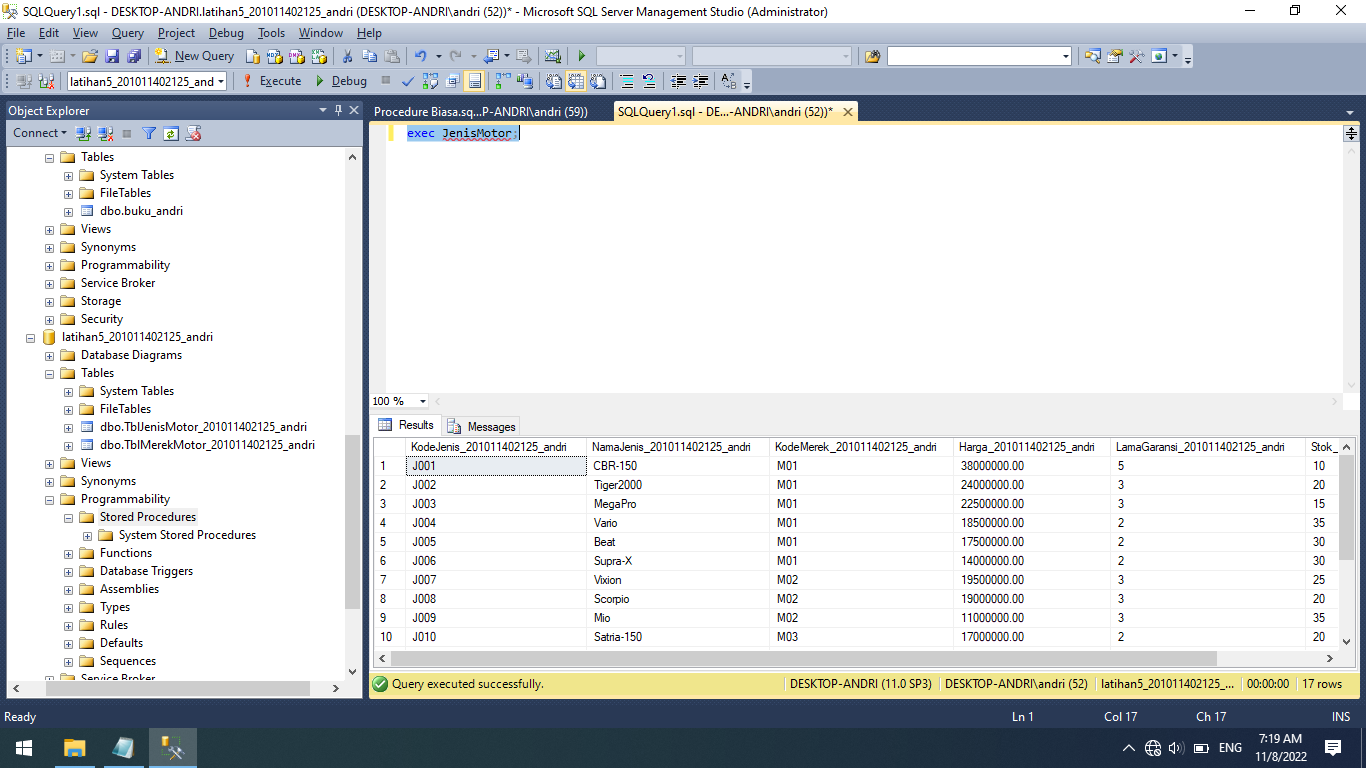 SQLQuery1.sql - DESKTOP-ANDRI.latihan5_201011402125_andri (DESKTOP-ANDRI\andri (52))* - Microsoft SQL Server Management Studio (Administrator)
File Edit View Query Project Debug Tools Window Help
New Query
latihan5_201011402125_and Execute Debug
Object Explorer
Connect
Tables
System Tables
FileTables
dbo.buku_andri
Views
Synonyms
Programmability
Service Broker
Storage
Security
latihan5_201011402125_andri
Database Diagrams
Tables
System Tables
FileTables
dbo.TblJenisMotor_201011402125_andri
dbo.TblMerekMotor_201011402125_andri
Views
Synonyms
Programmability
Stored Procedures
System Stored Procedures
Functions
Database Triggers
Assemblies
Types
Rules
Defaults
Sequences
Service Broker
Procedure Biasa.sq...P-ANDRI\andri (59)) SQLQuery1.sql - DE...-ANDRI\andri (52))*
exec JenisMotor;
100 %
Results Messages
KodeJenis_201011402125_andri NamaJenis_201011402125_andri KodeMerek_201011402125_andri Harga_201011402125_andri LamaGaransi_201011402125_andri Stok_
1 J001 CBR-150 M01 38000000.00 5 10
2 J002 Tiger2000 M01 24000000.00 3 20
3 J003 MegaPro M01 22500000.00 3 15
4 J004 Vario M01 18500000.00 2 35
5 J005 Beat M01 17500000.00 2 30
6 J006 Supra-X M01 14000000.00 2 30
7 J007 Vixion M02 19500000.00 3 25
8 J008 Scorpio M02 19000000.00 3 20
9 J009 Mio M02 11000000.00 3 35
10 J010 Satria-150 M03 17000000.00 2 20
Query executed successfully. DESKTOP-ANDRI (11.0 SP3) DESKTOP-ANDRI\andri (52) latihan5_201011402125_... 00:00:00 17 rows
Ready Ln 1 Col 17 Ch 17 INS
ENG
7:19 AM
11/8/2022